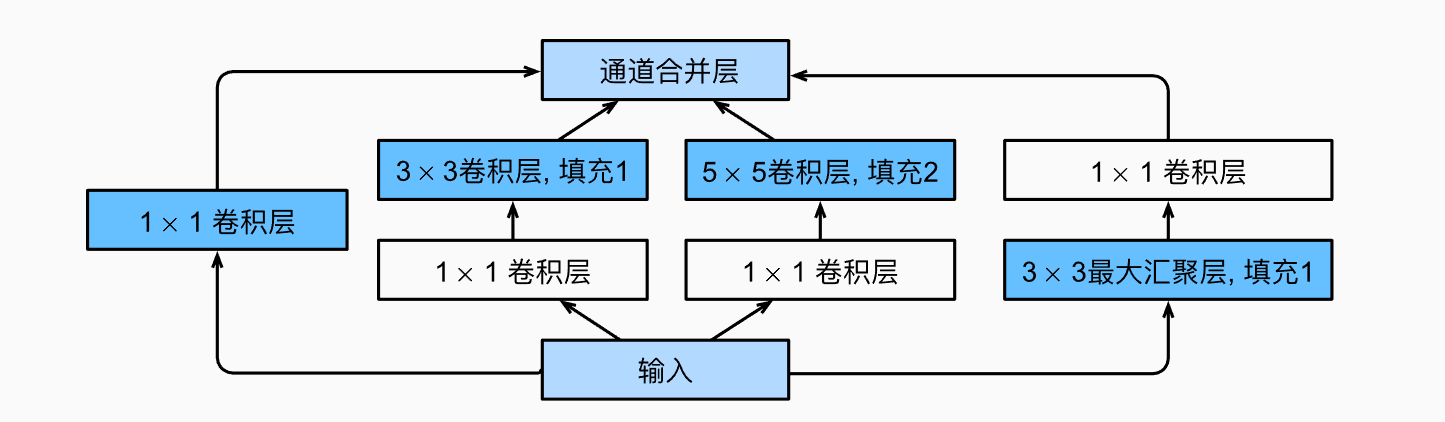 通道合并层
3 × 3卷积层, 填充1
5 × 5卷积层, 填充2
1 × 1 卷积层
1 × 1 卷积层
1 × 1 卷积层
1 × 1 卷积层
3 × 3最大汇聚层, 填充1
输入